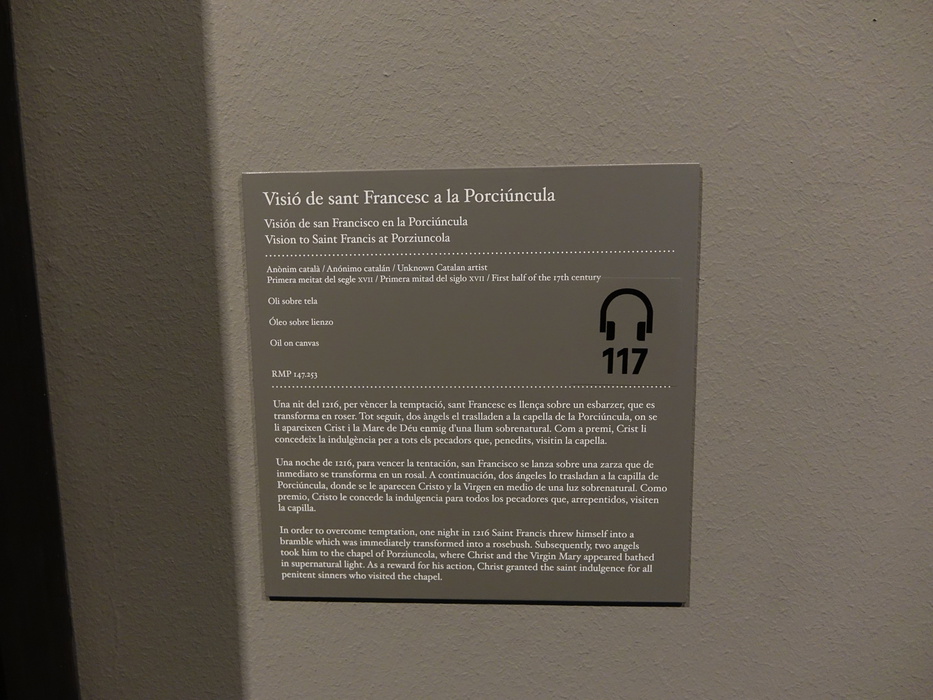 Visió de sant Francesc a la Porciúncula
Visión de san Francisco en la Porciúncula
Vision to Saint Francis at Porziuncola
Anònim català / Anónimo catalán / Unknown Catalan artist
Primera meitat del segle XVII / Primera mitad del siglo XVII / First half of the 17th century
Oli sobre tela
Óleo sobre lienzo
Oil on canvas
117
RMP 147.253
Una nit del 1216, per vèncer la temptació, sant Francesc es llença sobre un esbarzer, que es
transforma en roser. Tot seguit, dos àngels el traslladen a la capella de la Porciúncula, on se
li apareixen Crist i la Mare de Déu enmig d'una llum sobrenatural. Com a premi, Crist li
concedeix la indulgència per a tots els pecadors que, penedits, visitin la capella.
Una noche de 1216, para vencer la tentación, san Francisco se lanza sobre una zarza que de
inmediato se transforma en un rosal. A continuación, dos ángeles lo trasladan a la capilla de
Porciúncula, donde se le aparecen Cristo y la Virgen en medio de una luz sobrenatural. Como
premio, Cristo le concede la indulgencia para todos los pecadores que, arrepentidos, visiten
la capilla.
In order to overcome temptation, one night in 1216 Saint Francis threw himself into a
bramble which was immediately transformed into a rosebush. Subsequently, two angels
took him to the chapel of Porziuncola, where Christ and the Virgin Mary appeared bathed
in supernatural light. As a reward for his action, Christ granted the saint indulgence for all
penitent sinners who visited the chapel.